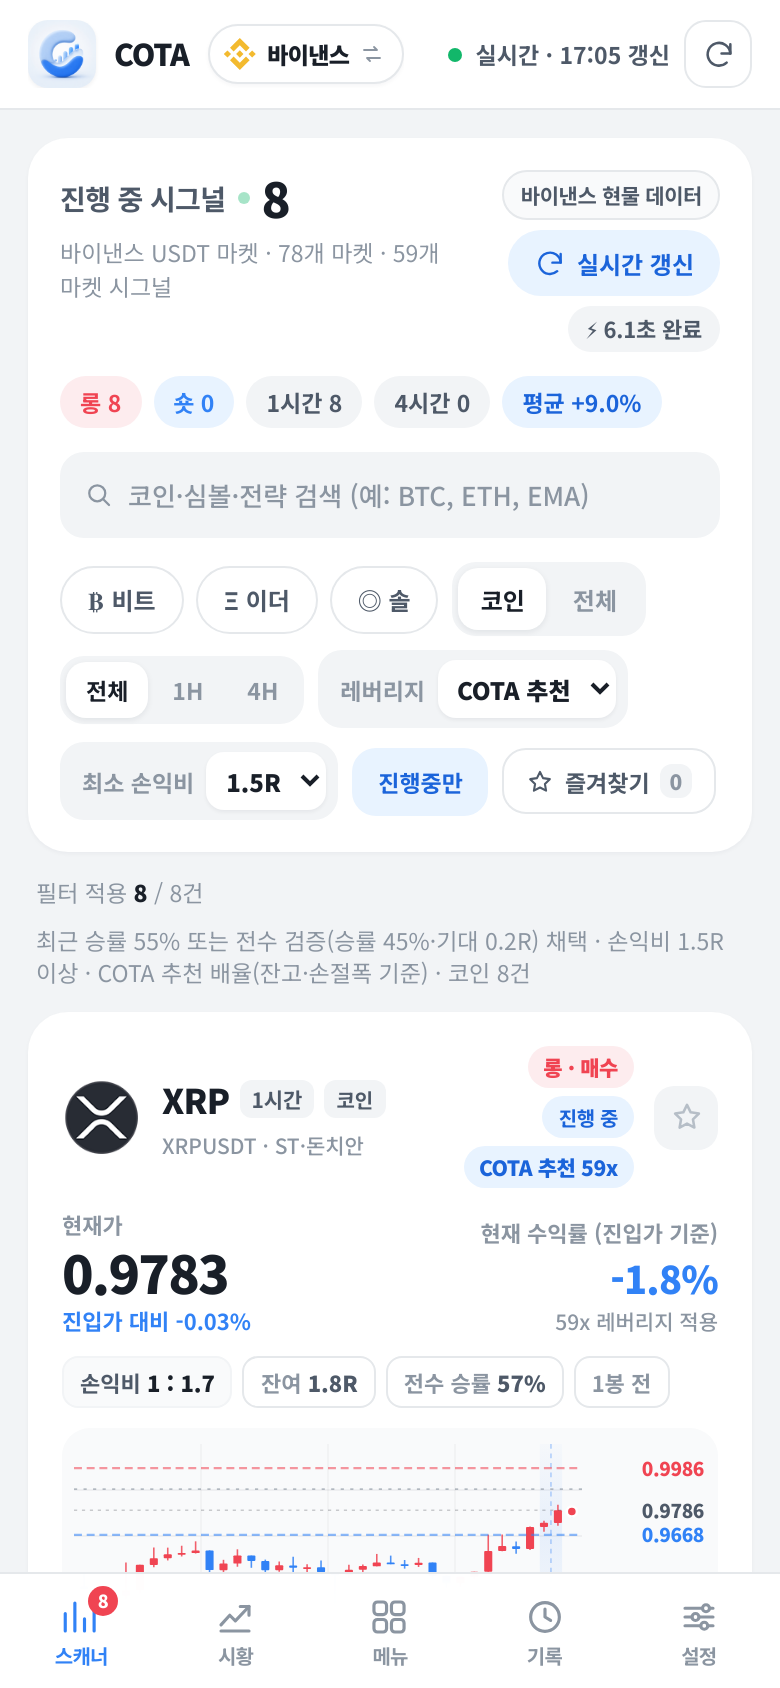 COTA
바이낸스
실시간 · 17:05 갱신
진행 중 시그널 8
바이낸스 현물 데이터
바이낸스 USDT 마켓 · 78개 마켓 · 59개
마켓 시그널
실시간 갱신
⚡ 6.1초 완료
롱 8
숏 0
1시간 8
4시간 0
평균 +9.0%
코인·심볼·전략 검색 (예: BTC, ETH, EMA)
₿ 비트
Ξ 이더
◎ 솔
코인
전체
전체
1H
4H
레버리지
COTA 추천
최소 손익비
1.5R
진행중만
즐겨찾기 0
필터 적용 8 / 8건
최근 승률 55% 또는 전수 검증(승률 45%·기대 0.2R) 채택 · 손익비 1.5R
이상 · COTA 추천 배율(잔고·손절폭 기준) · 코인 8건
롱 · 매수
XRP
1시간
코인
진행 중
XRPUSDT · ST·돈치안
COTA 추천 59x
현재가
현재 수익률 (진입가 기준)
0.9783
-1.8%
진입가 대비 -0.03%
59x 레버리지 적용
손익비 1 : 1.7
잔여 1.8R
전수 승률 57%
1봉 전
0.9986
0.9786
0.9668
8
스캐너
시황
메뉴
기록
설정